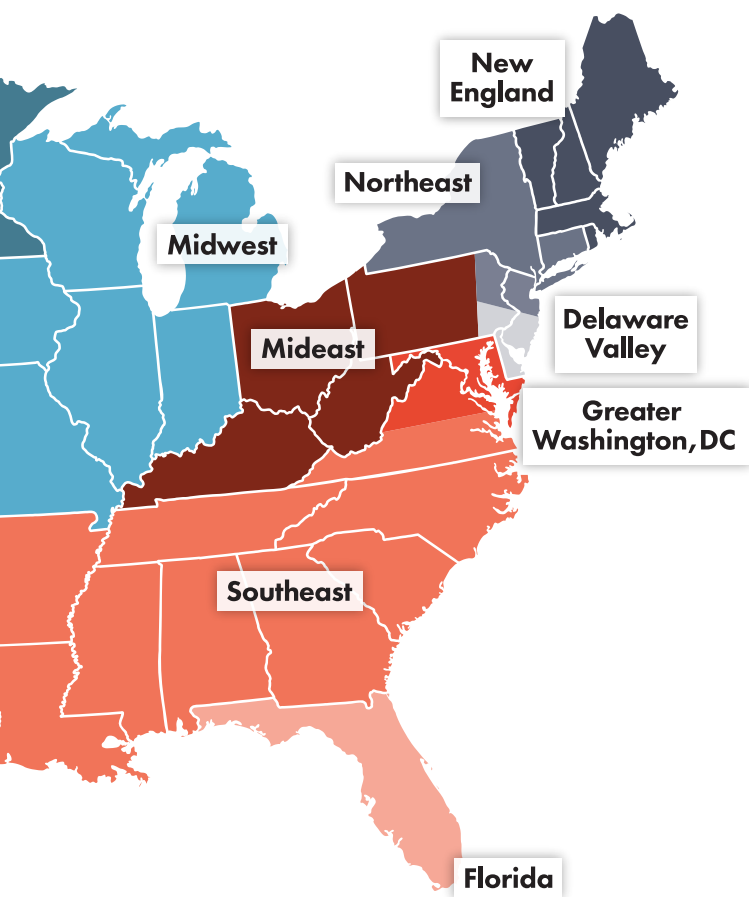 New
England
Northeast
Midwest
Delaware
Valley
Mideast
Greater
Washington, DC
Southeast
Florida